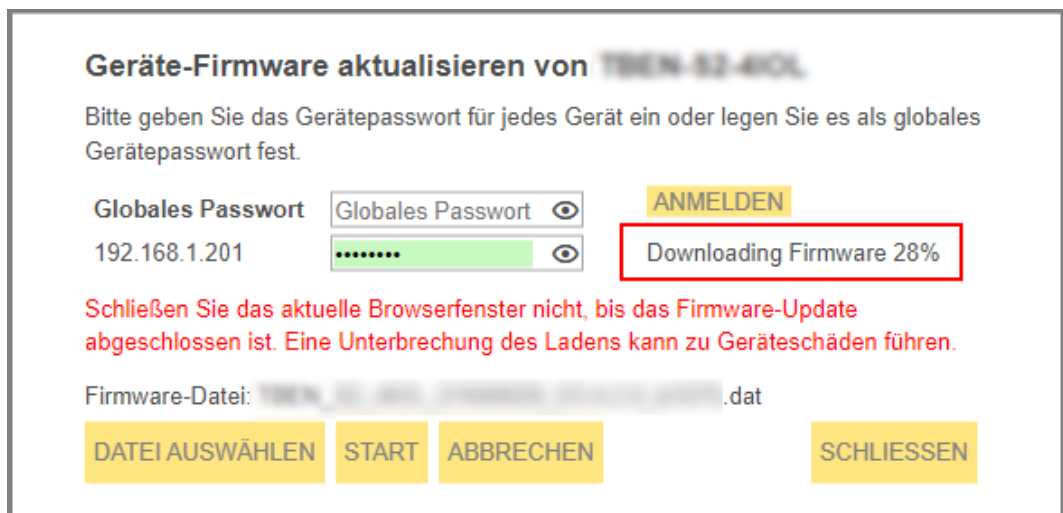 Geräte-Firmware aktualisieren von
Bitte geben Sie das Gerätepasswort für jedes Gerät ein oder legen Sie es als globales
Gerätepasswort fest.
Globales Passwort Globales Passwort ANMELDEN
192.168.1.201 •••••••• Downloading Firmware 28%
Schließen Sie das aktuelle Browserfenster nicht, bis das Firmware-Update
abgeschlossen ist. Eine Unterbrechung des Ladens kann zu Geräteschäden führen.
Firmware-Datei: .dat
DATEI AUSWÄHLEN START ABBRECHEN SCHLIESSEN